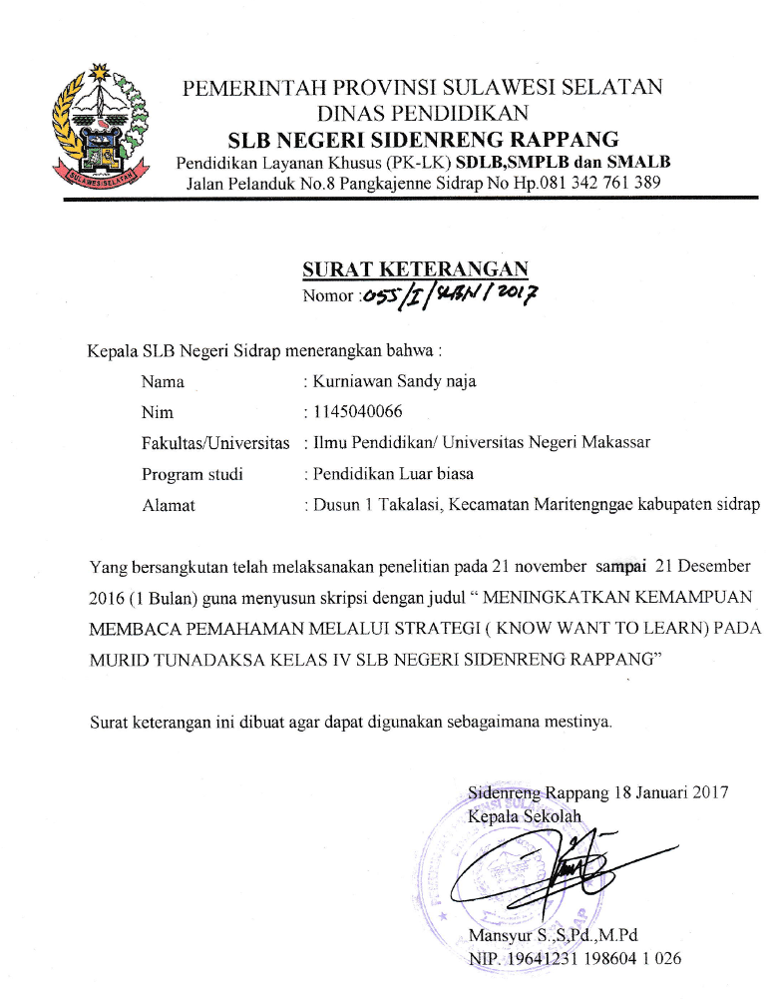 PEMERINTAH PROVINSI SULAWESI SELATAN
DINAS PENDIDIKAN
SLB NEGERI SIDENRENG RAPPANG
Pendidikan Layanan Khusus (PK-LK) SDLB,SMPLB dan SMALB
Jalan Pelanduk No.8 Pangkajenne Sidrap No Hp.081 342 761 389
SULAWESI SELATAN
SURAT KETERANGAN
Nomor : 055/I/SLBN/2017
Kepala SLB Negeri Sidrap menerangkan bahwa :
Nama : Kurniawan Sandy naja
Nim : 1145040066
Fakultas/Universitas : Ilmu Pendidikan/ Universitas Negeri Makassar
Program studi : Pendidikan Luar biasa
Alamat : Dusun 1 Takalasi, Kecamatan Maritengngae kabupaten sidrap
Yang bersangkutan telah melaksanakan penelitian pada 21 november sampai 21 Desember
2016 (1 Bulan) guna menyusun skripsi dengan judul “ MENINGKATKAN KEMAMPUAN
MEMBACA PEMAHAMAN MELALUI STRATEGI ( KNOW WANT TO LEARN) PADA
MURID TUNADAKSA KELAS IV SLB NEGERI SIDENRENG RAPPANG”
Surat keterangan ini dibuat agar dapat digunakan sebagaimana mestinya.
Sidenreng Rappang 18 Januari 2017
Kepala Sekolah
Mansyur S.,S,Pd.,M.Pd
NIP. 19641231 198604 1 026